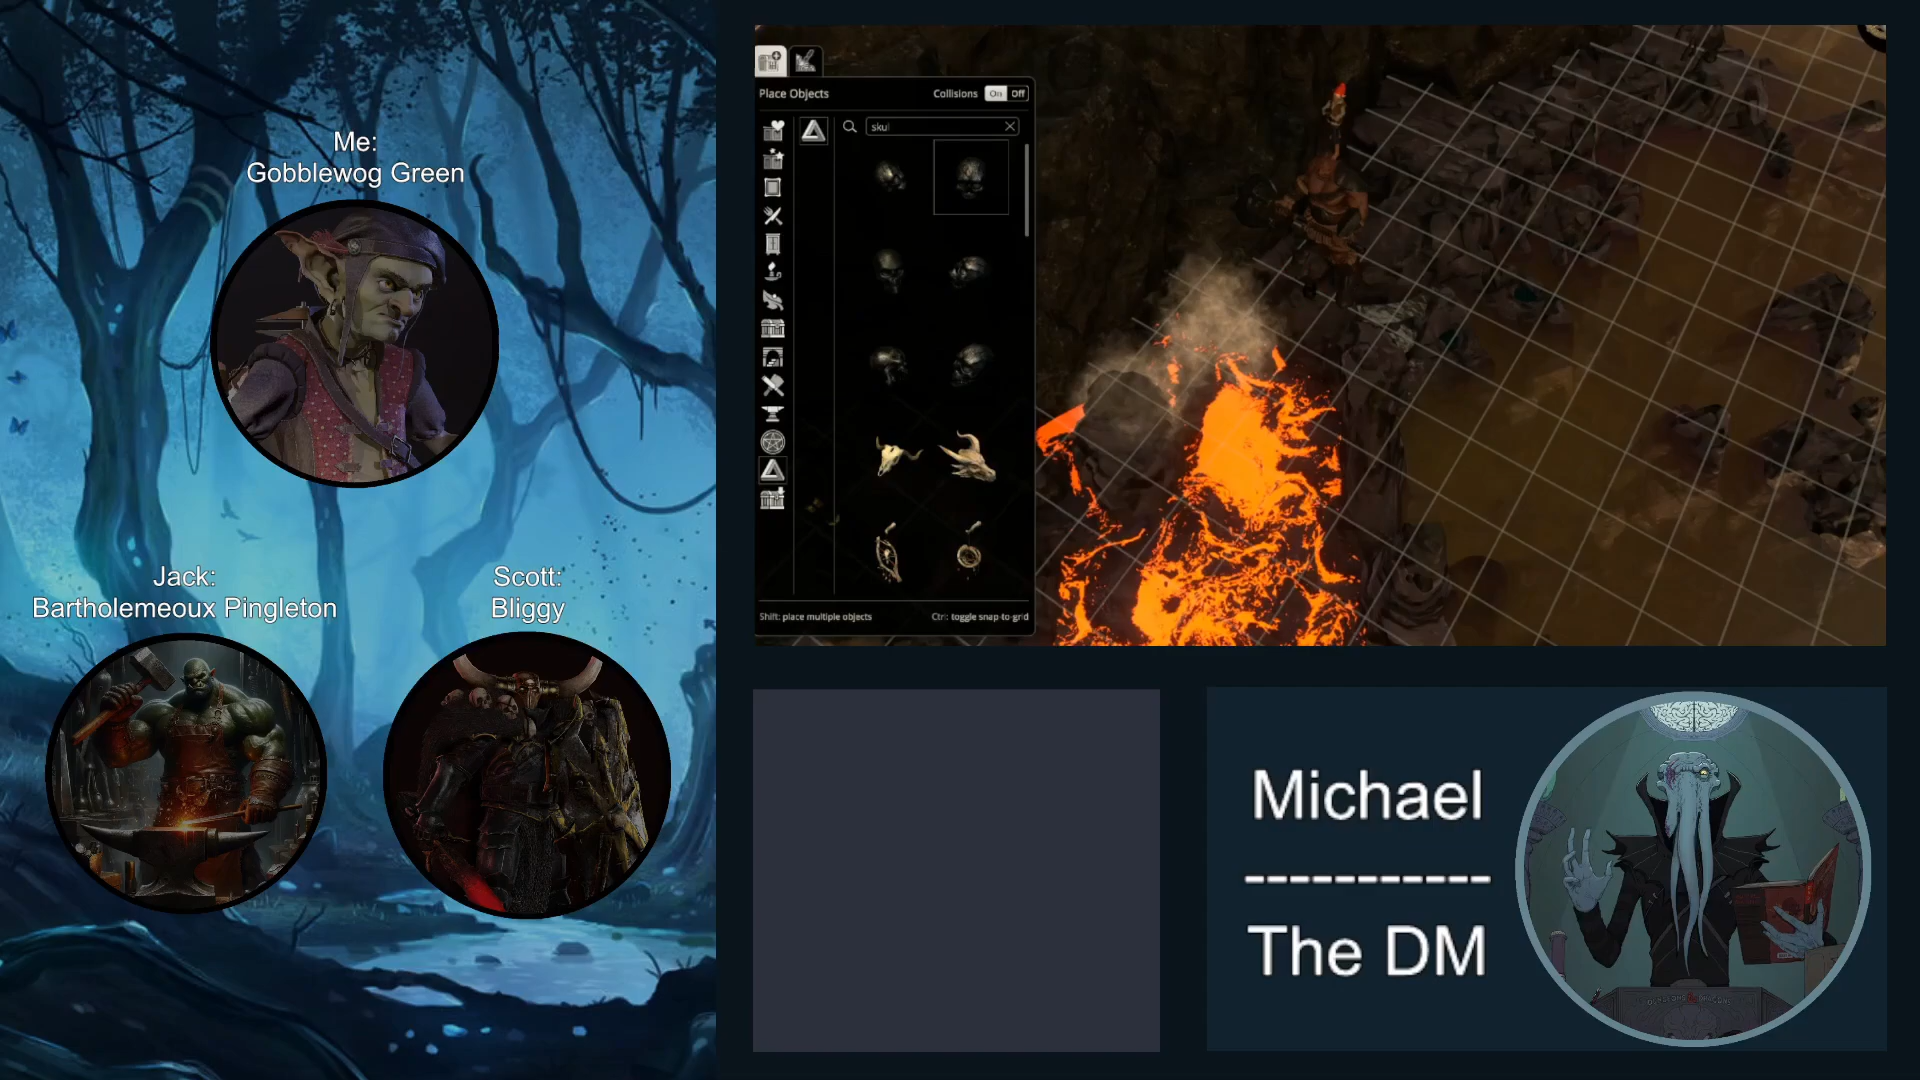 Me:
Gobblewog Green
Jack:
Bartholemeoux Pingleton
Scott:
Bliggy
Place Objects
Collisions On Off
skul
Shift: place multiple objects
Ctrl: toggle snap-to-grid
Michael
-----------
The DM